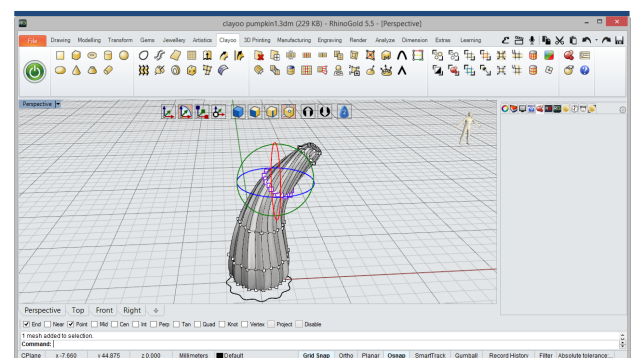 clayoo pumpkin1.3dm (229 KB) - RhinoGold 5.5 - [Perspective]
File Drawing Modelling Transform Gems Jewellery Artistics Clayoo 3D Printing Manufacturing Engraving Render Analyze Dimension Extras Learning
Perspective
Perspective Top Front Right
End Near Point Mid Cen Int Perp Tan Quad Knot Vertex Project Disable
1 mesh added to selection.
Command:
CPlane x -7.660 y 44.875 z 0.000 Millimeters Default Grid Snap Ortho Planar Osnap SmartTrack Gumball Record History Filter Absolute tolerance:...